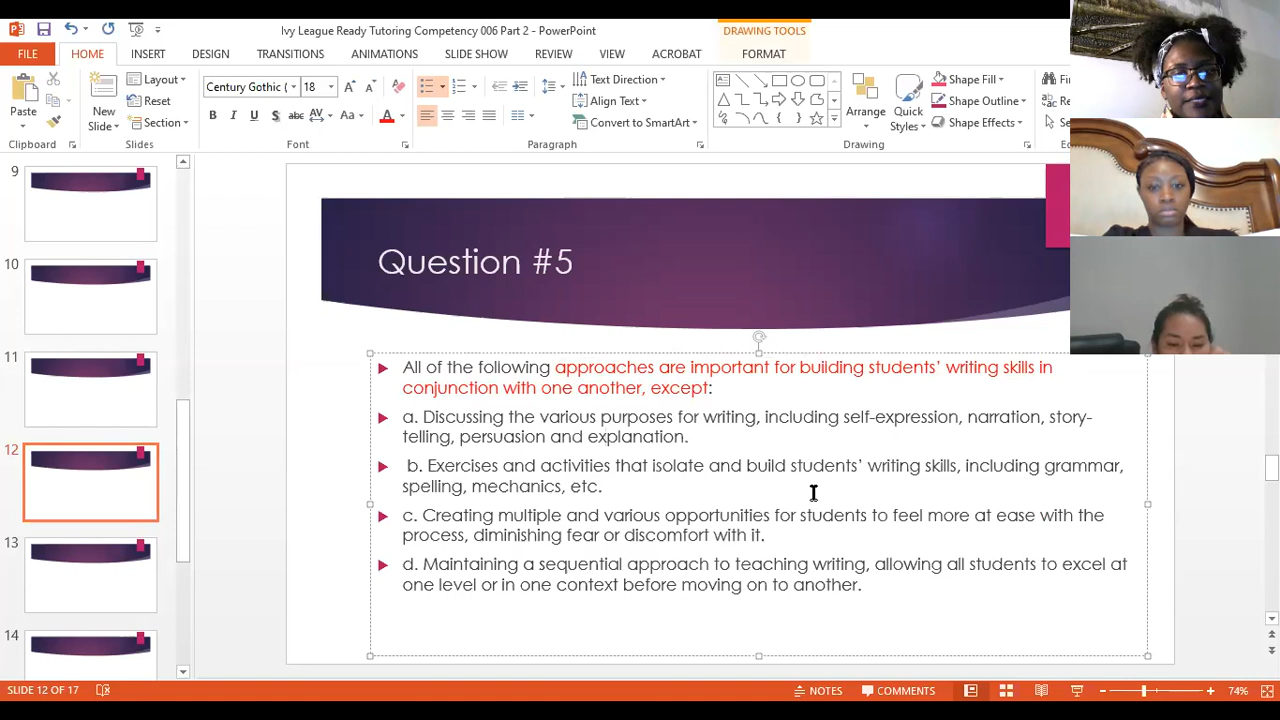 Ivy League Ready Tutoring Competency 006 Part 2 - PowerPoint
DRAWING TOOLS
FILE
HOME
INSERT
DESIGN
TRANSITIONS
ANIMATIONS
SLIDE SHOW
REVIEW
VIEW
ACROBAT
FORMAT
Paste
New
Slide
Layout
Reset
Section
Century Gothic (
18
Text Direction
Align Text
Convert to SmartArt
Arrange
Quick
Styles
Shape Fill
Shape Outline
Shape Effects
Clipboard
Slides
Font
Paragraph
Drawing
9
10
11
12
13
14
Question #5
All of the following approaches are important for building students’ writing skills in
conjunction with one another, except:
a. Discussing the various purposes for writing, including self-expression, narration, story-
telling, persuasion and explanation.
b. Exercises and activities that isolate and build students’ writing skills, including grammar,
spelling, mechanics, etc.
c. Creating multiple and various opportunities for students to feel more at ease with the
process, diminishing fear or discomfort with it.
d. Maintaining a sequential approach to teaching writing, allowing all students to excel at
one level or in one context before moving on to another.
SLIDE 12 OF 17
NOTES
COMMENTS
74%